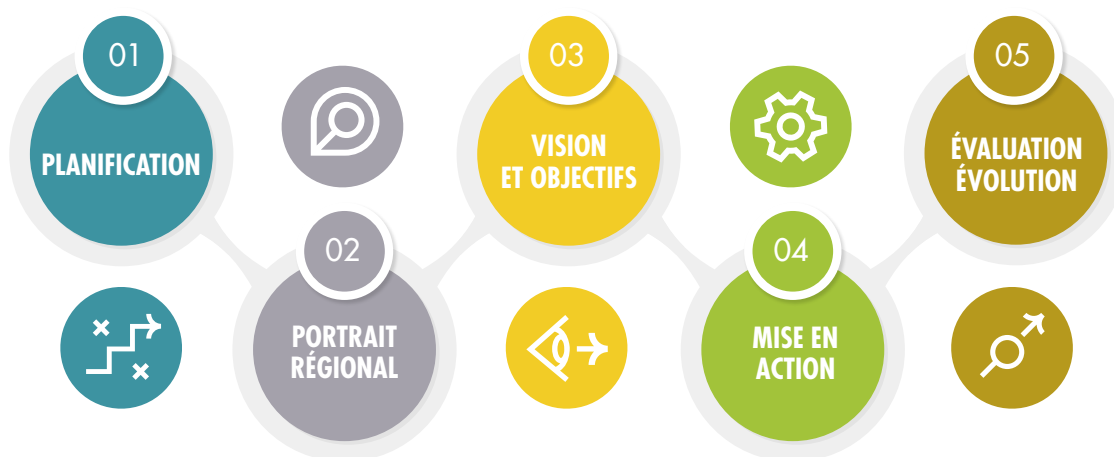 01
PLANIFICATION
02
PORTRAIT
RÉGIONAL
03
VISION
ET OBJECTIFS
04
MISE EN
ACTION
05
ÉVALUATION
ÉVOLUTION